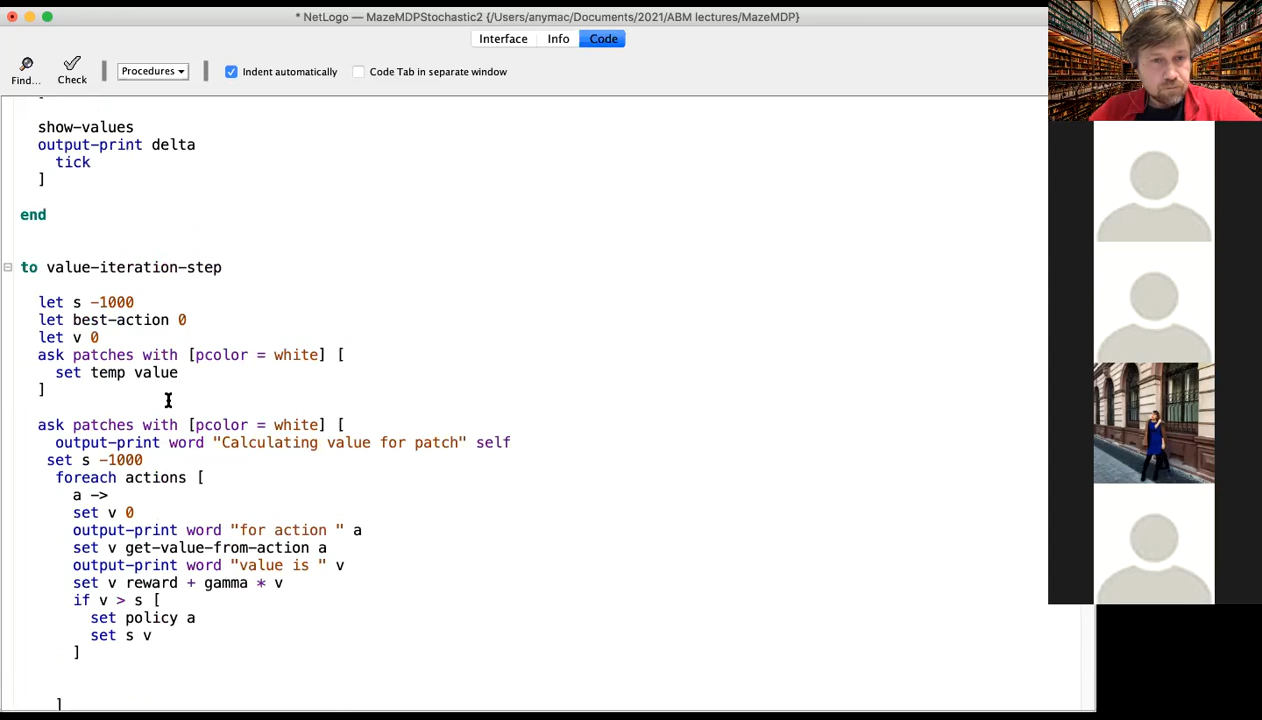 * NetLogo — MazeMDPStochastic2 {/Users/anymac/Documents/2021/ABM lectures/MazeMDP}
Interface Info Code
Find... Check Procedures Indent automatically Code Tab in separate window
show-values
output-print delta
tick
]
end
to value-iteration-step
let s -1000
let best-action 0
let v 0
ask patches with [pcolor = white] [
set temp value
]
ask patches with [pcolor = white] [
output-print word "Calculating value for patch" self
set s -1000
foreach actions [
a ->
set v 0
output-print word "for action " a
set v get-value-from-action a
output-print word "value is " v
set v reward + gamma * v
if v > s [
set policy a
set s v
]
]